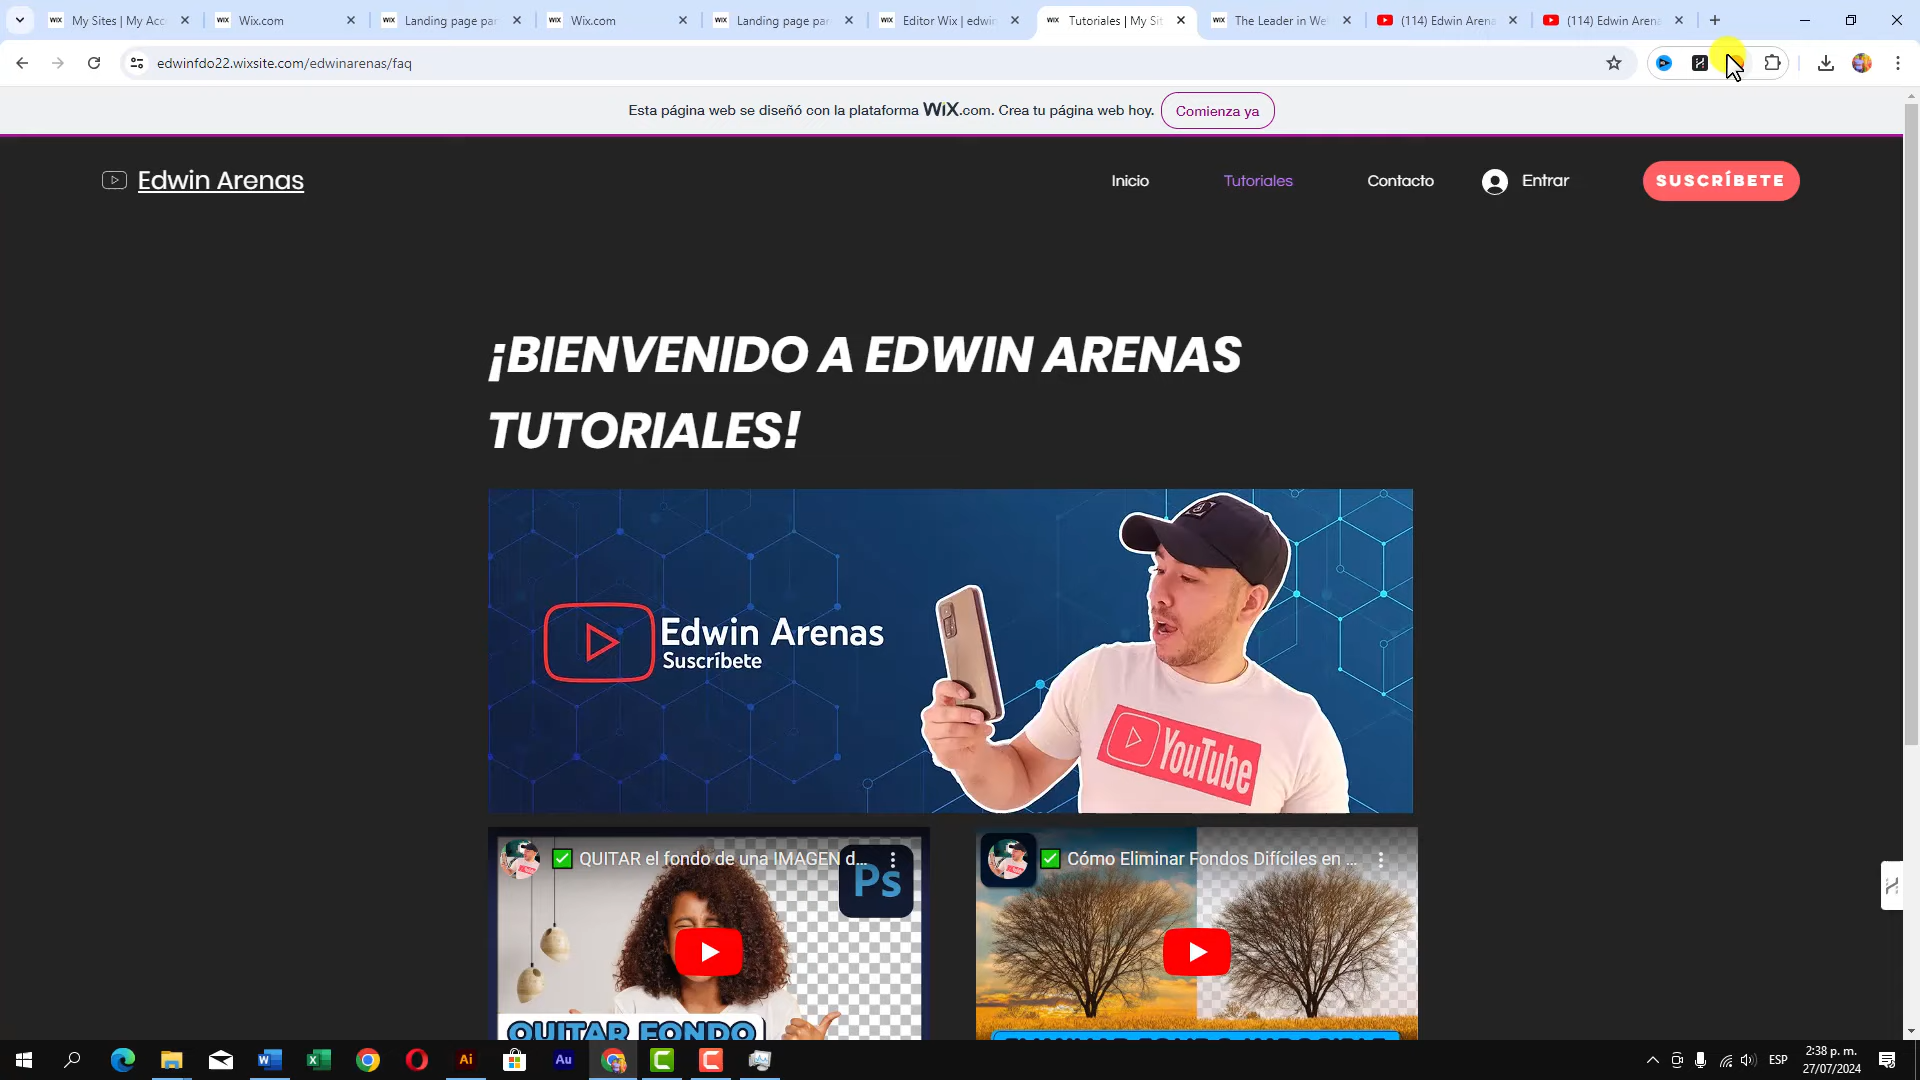 My Sites | My Acc
Wix.com
Landing page par
Wix.com
Landing page par
Editor Wix | edwin
Tutoriales | My Sit
The Leader in We
(114) Edwin Arena
(114) Edwin Arena
edwinfdo22.wixsite.com/edwinarenas/faq
Esta página web se diseñó con la plataforma WiX.com. Crea tu página web hoy.
Comienza ya
Edwin Arenas
Inicio
Tutoriales
Contacto
Entrar
SUSCRÍBETE
¡BIENVENIDO A EDWIN ARENAS
TUTORIALES!
Edwin Arenas
Suscríbete
YouTube
QUITAR el fondo de una IMAGEN d...
Ps
QUITAR FONDO
Cómo Eliminar Fondos Difíciles en ...
ESP
2:38 p. m.
27/07/2024